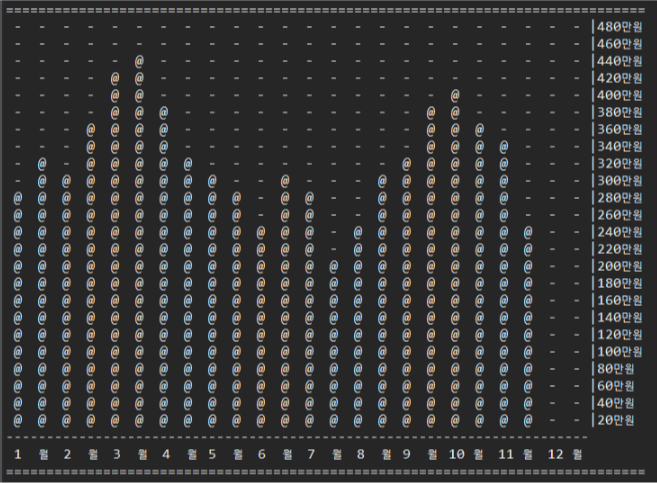 ===============================================================================
- - - - - - - - - - - - - - - - - - - - - - - - |480만원
- - - - - - - - - - - - - - - - - - - - - - - - |460만원
- - - - - @ - - - - - - - - - - - - - - - - - - |440만원
- - - - @ @ - - - - - - - - - - - - - - - - - - |420만원
- - - - @ @ - - - - - - - - - - - - @ - - - - - |400만원
- - - - @ @ @ - - - - - - - - - - @ @ - - - - - |380만원
- - - @ @ @ @ - - - - - - - - - - @ @ @ - - - - |360만원
- - - @ @ @ @ - - - - - - - - - - @ @ @ @ - - - |340만원
- @ - @ @ @ @ @ - - - - - - - - @ @ @ @ @ - - - |320만원
- @ @ @ @ @ @ @ @ - - @ - - - @ @ @ @ @ @ - - - |300만원
@ @ @ @ @ @ @ @ @ @ - @ @ - - @ @ @ @ @ @ - - - |280만원
@ @ @ @ @ @ @ @ @ @ - @ @ - - @ @ @ @ @ @ - - - |260만원
@ @ @ @ @ @ @ @ @ @ @ @ @ - @ @ @ @ @ @ @ @ - - |240만원
@ @ @ @ @ @ @ @ @ @ @ @ @ - @ @ @ @ @ @ @ @ - - |220만원
@ @ @ @ @ @ @ @ @ @ @ @ @ @ @ @ @ @ @ @ @ @ - - |200만원
@ @ @ @ @ @ @ @ @ @ @ @ @ @ @ @ @ @ @ @ @ @ - - |180만원
@ @ @ @ @ @ @ @ @ @ @ @ @ @ @ @ @ @ @ @ @ @ - - |160만원
@ @ @ @ @ @ @ @ @ @ @ @ @ @ @ @ @ @ @ @ @ @ - - |140만원
@ @ @ @ @ @ @ @ @ @ @ @ @ @ @ @ @ @ @ @ @ @ - - |120만원
@ @ @ @ @ @ @ @ @ @ @ @ @ @ @ @ @ @ @ @ @ @ - - |100만원
@ @ @ @ @ @ @ @ @ @ @ @ @ @ @ @ @ @ @ @ @ @ - - |80만원
@ @ @ @ @ @ @ @ @ @ @ @ @ @ @ @ @ @ @ @ @ @ - - |60만원
@ @ @ @ @ @ @ @ @ @ @ @ @ @ @ @ @ @ @ @ @ @ - - |40만원
@ @ @ @ @ @ @ @ @ @ @ @ @ @ @ @ @ @ @ @ @ @ - - |20만원
------------------------------------------------------------------------
1 월 2 월 3 월 4 월 5 월 6 월 7 월 8 월 9 월 10 월 11 월 12 월
===============================================================================